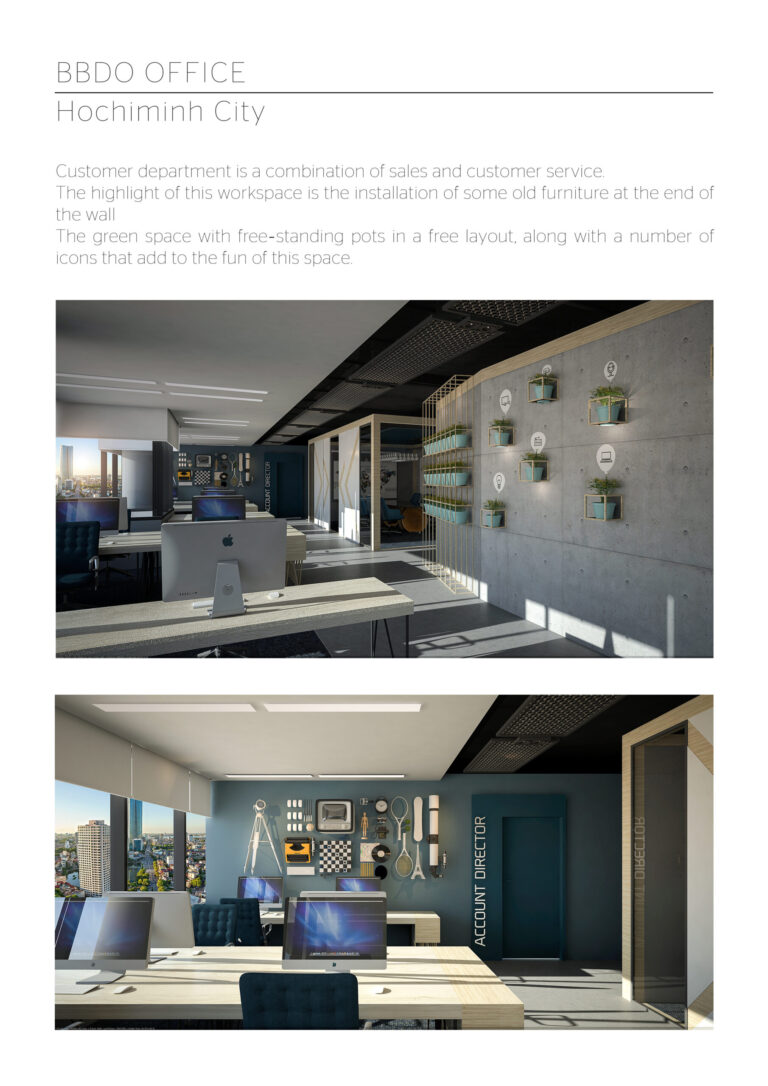 BBDO OFFICE
Hochiminh City
Customer department is a combination of sales and customer service.
The highlight of this workspace is the installation of some old furniture at the end of
the wall
The green space with free-standing pots in a free layout, along with a number of
icons that add to the fun of this space.
ACCOUNT DIRECTOR
ACCOUNT DIRECTOR